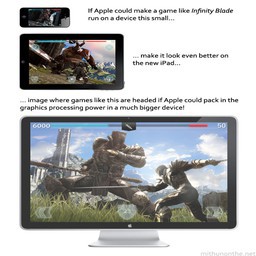 If Apple could make a game like Infinity Blade
run on a device this small...
... make it look even better on
the new iPad...
... image where games like this are headed if Apple could pack in the
graphics processing power in a much bigger device!
6000
50
mithunonthe.net